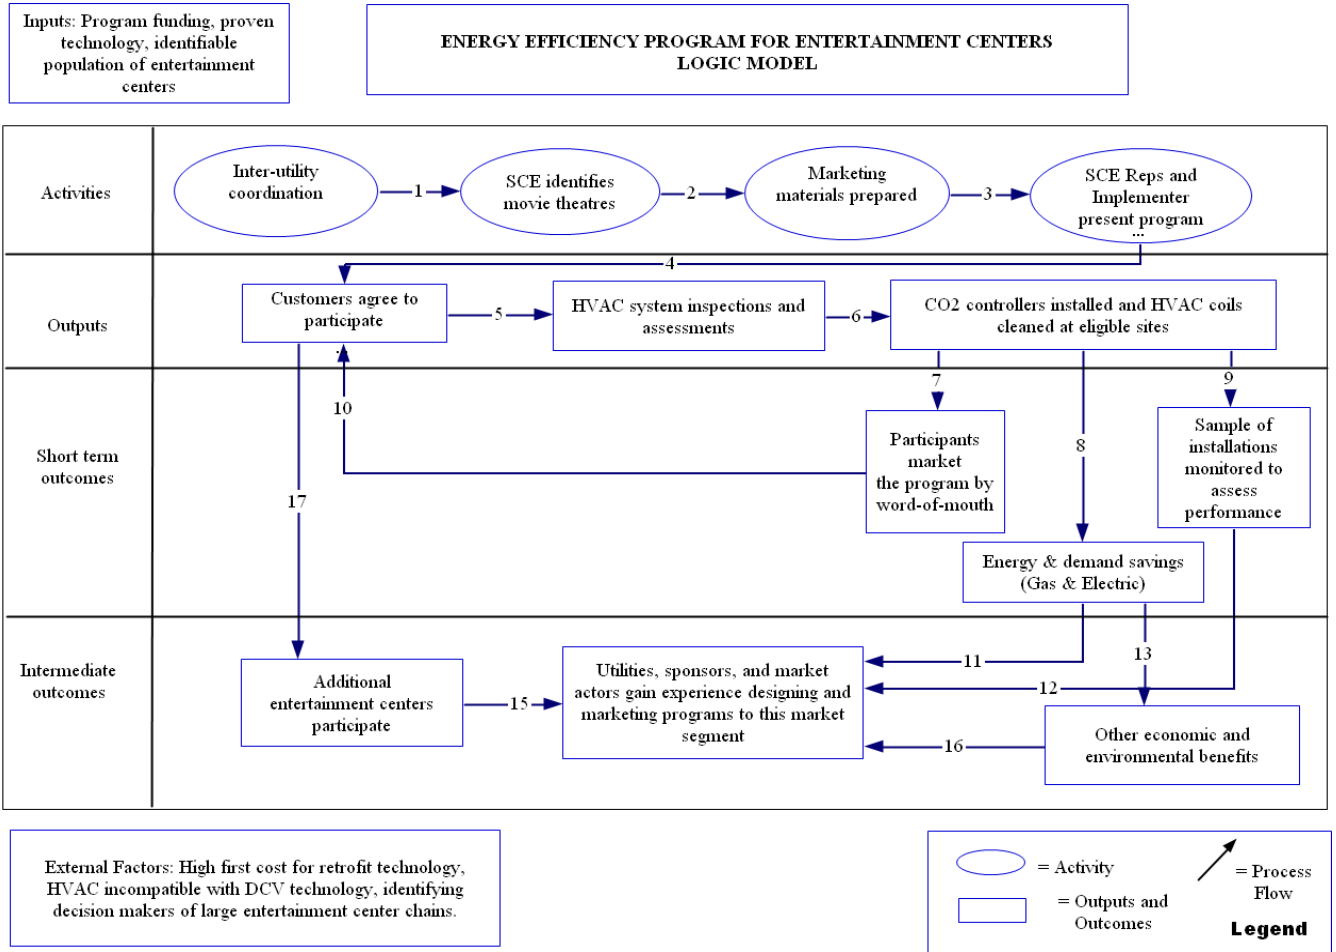 Inputs: Program funding, proven
technology, identifiable
population of entertainment
centers
ENERGY EFFICIENCY PROGRAM FOR ENTERTAINMENT CENTERS
LOGIC MODEL
Activities
Inter-utility
coordination
1
SCE identifies
movie theatres
2
Marketing
materials prepared
3
SCE Reps and
Implementer
present program
...
4
Outputs
Customers agree to
participate
5
HVAC system inspections and
assessments
6
CO2 controllers installed and HVAC coils
cleaned at eligible sites
7
8
9
10
17
Short term
outcomes
Participants
market
the program by
word-of-mouth
Sample of
installations
monitored to
assess
performance
Energy & demand savings
(Gas & Electric)
Intermediate
outcomes
11
12
13
Additional
entertainment centers
participate
15
Utilities, sponsors, and market
actors gain experience designing and
marketing programs to this market
segment
16
Other economic and
environmental benefits
External Factors: High first cost for retrofit technology,
HVAC incompatible with DCV technology, identifying
decision makers of large entertainment center chains.
= Activity
= Process
Flow
= Outputs and
Outcomes
Legend